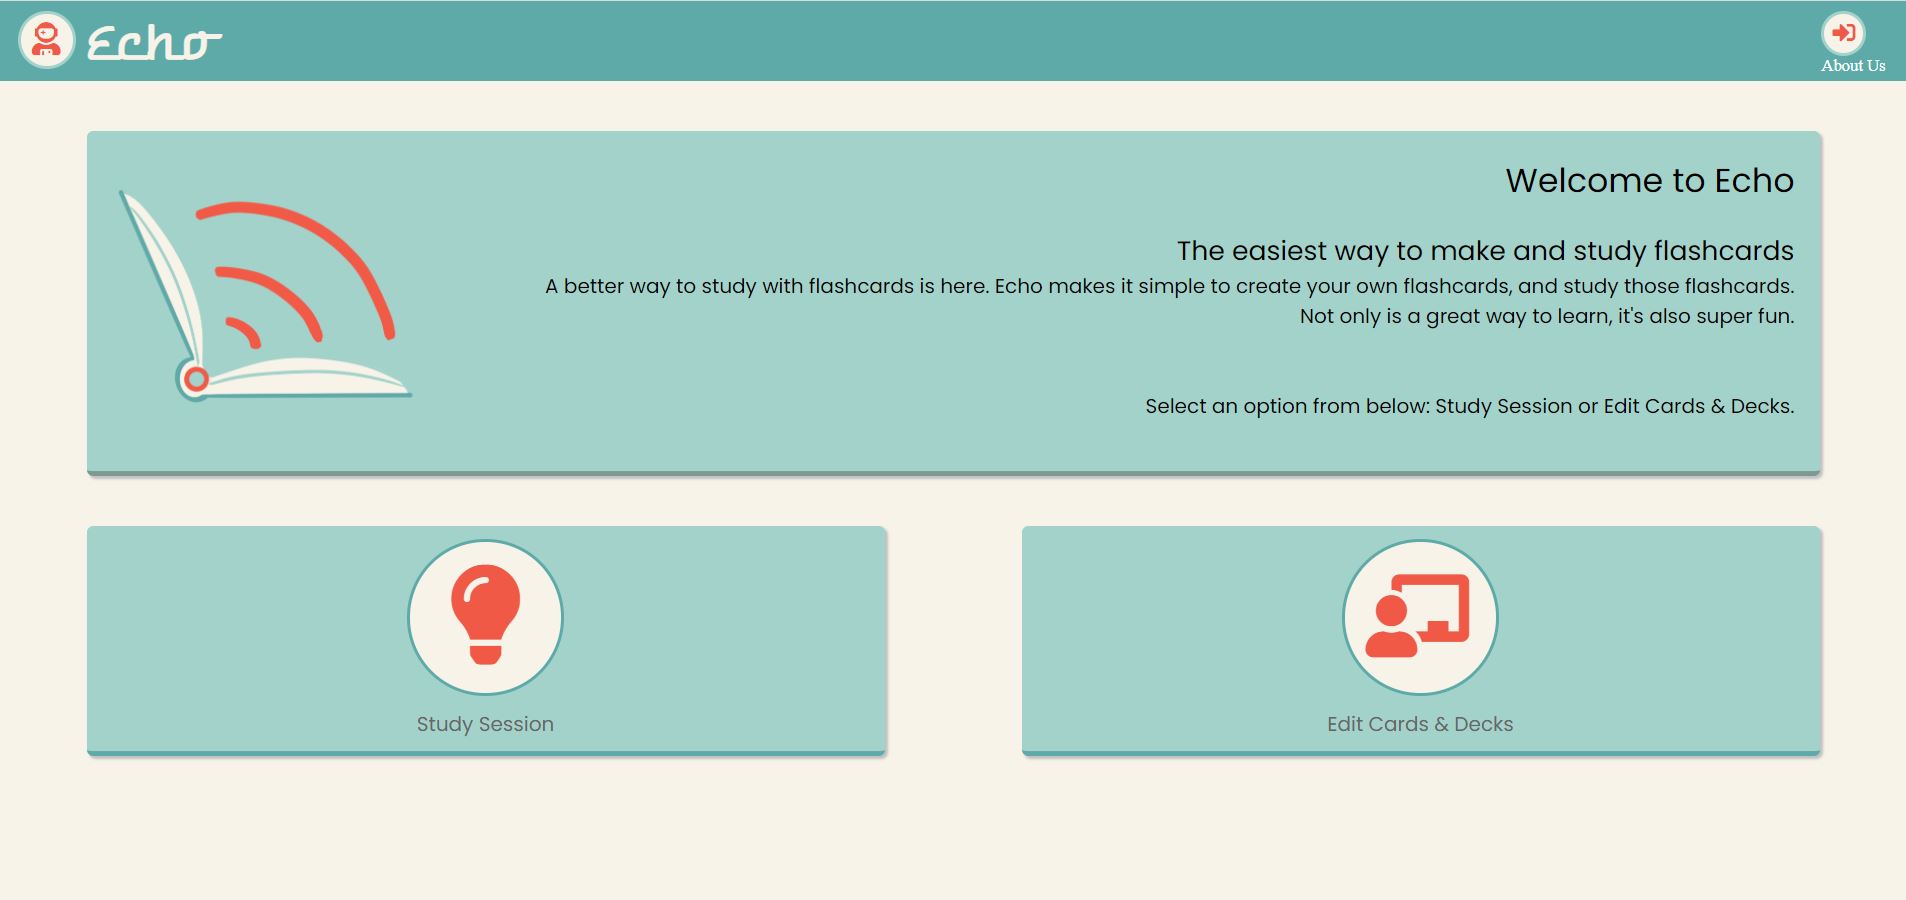 Echo
About Us
Welcome to Echo
The easiest way to make and study flashcards
A better way to study with flashcards is here. Echo makes it simple to create your own flashcards, and study those flashcards.
Not only is a great way to learn, it's also super fun.
Select an option from below: Study Session or Edit Cards & Decks.
Study Session
Edit Cards & Decks